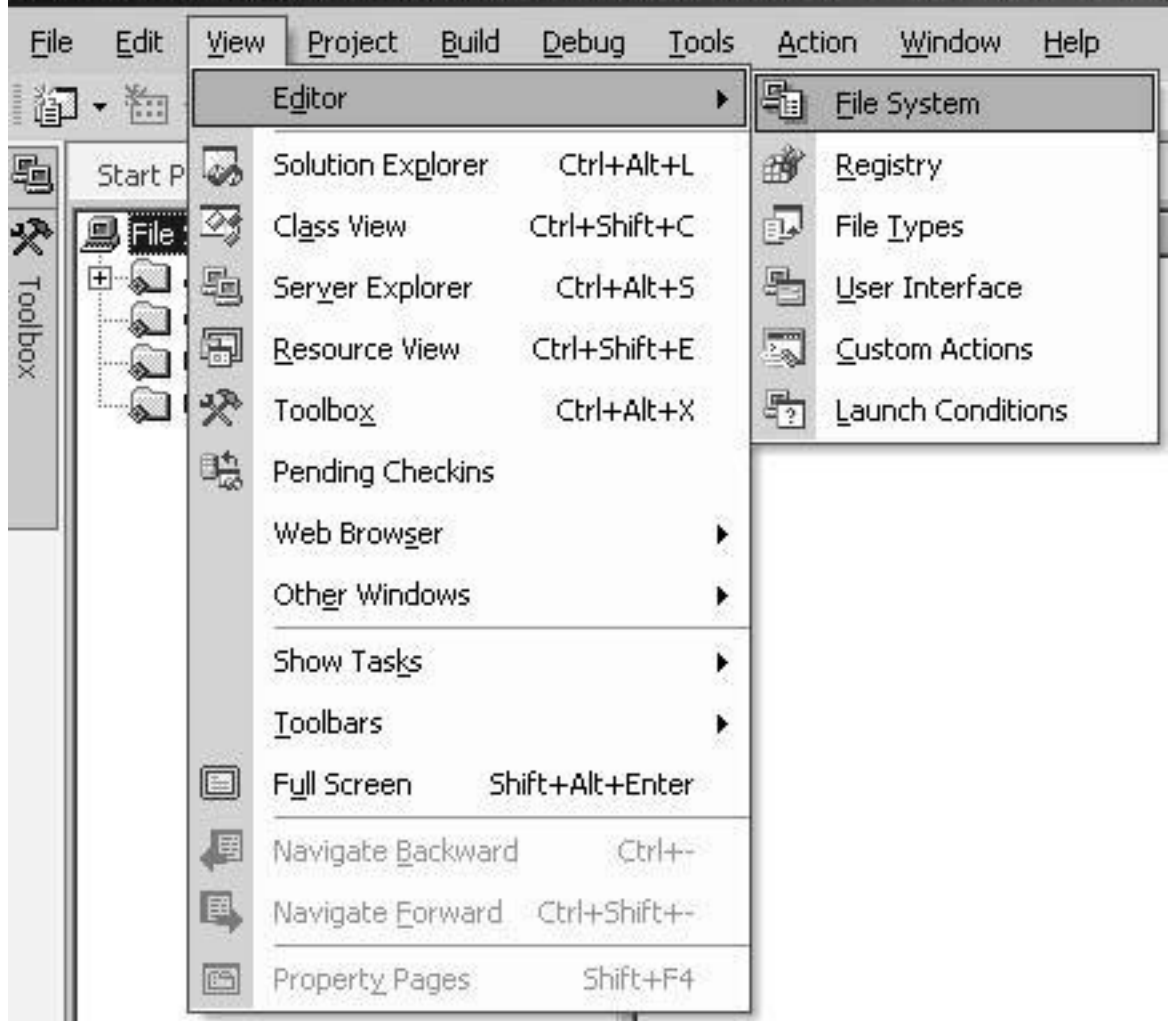 File Edit View Project Build Debug Tools Action Window Help
Editor
File System
Solution Explorer Ctrl+Alt+L
Registry
Start P
Class View Ctrl+Shift+C
File Types
File
Server Explorer Ctrl+Alt+S
User Interface
Toolbox
Resource View Ctrl+Shift+E
Custom Actions
Toolbox Ctrl+Alt+X
Launch Conditions
Pending Checkins
Web Browser
Other Windows
Show Tasks
Toolbars
Full Screen Shift+Alt+Enter
Navigate Backward Ctrl+-
Navigate Forward Ctrl+Shift+-
Property Pages Shift+F4